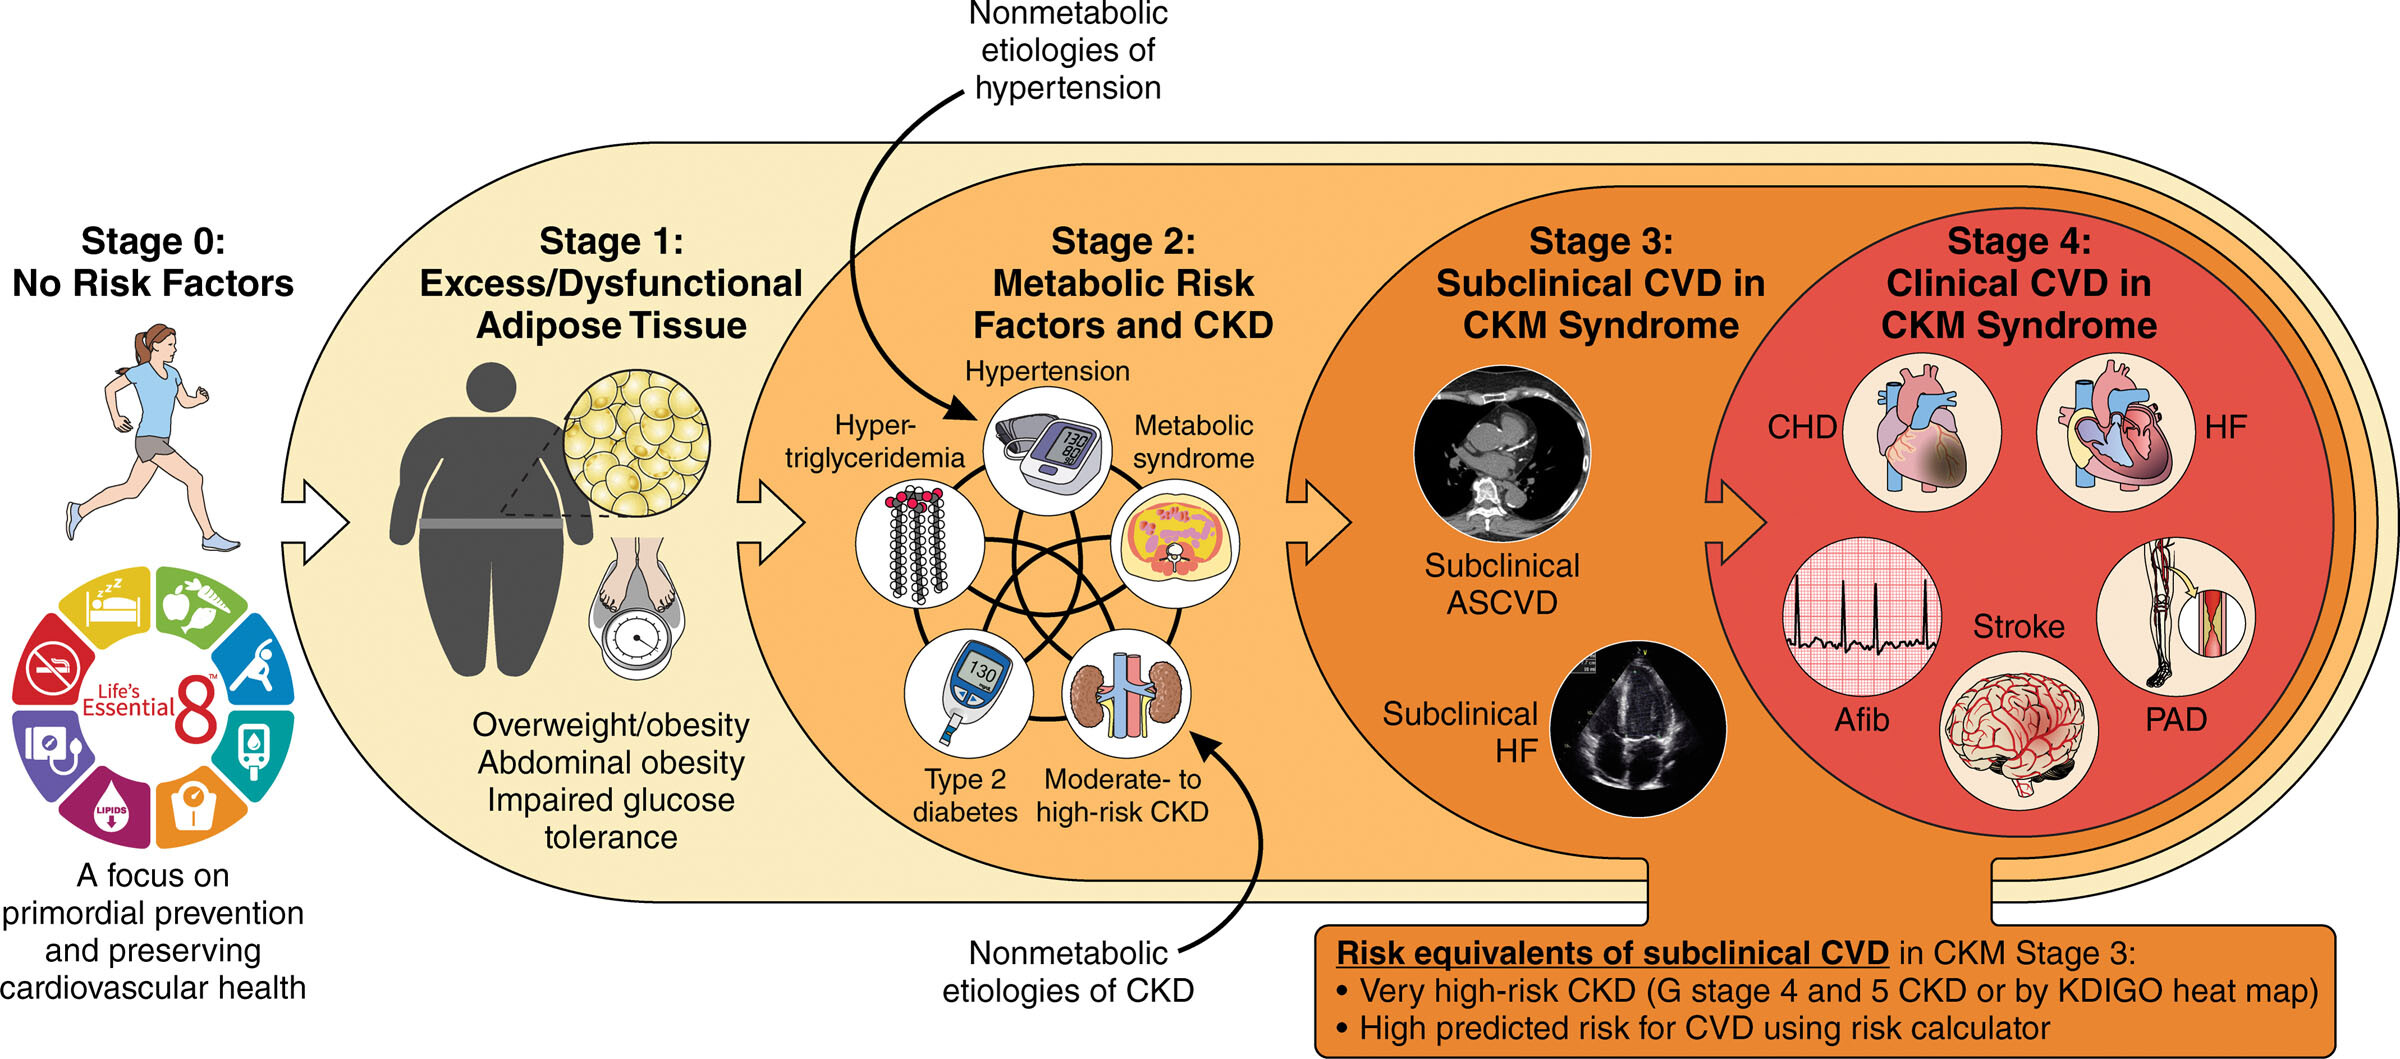 Nonmetabolic
etiologies of
hypertension
Stage 0:
No Risk Factors
Life's
Essential 8™
LIPIDS
A focus on
primordial prevention
and preserving
cardiovascular health
Stage 1:
Excess/Dysfunctional
Adipose Tissue
Overweight/obesity
Abdominal obesity
Impaired glucose
tolerance
Stage 2:
Metabolic Risk
Factors and CKD
Hypertension
130
80
Hyper-
triglyceridemia
Metabolic
syndrome
130
mg/dL
Type 2
diabetes
Moderate- to
high-risk CKD
Nonmetabolic
etiologies of CKD
Stage 3:
Subclinical CVD in
CKM Syndrome
Subclinical
ASCVD
Subclinical
HF
V
Stage 4:
Clinical CVD in
CKM Syndrome
CHD
HF
Afib
Stroke
PAD
Risk equivalents of subclinical CVD in CKM Stage 3:
• Very high-risk CKD (G stage 4 and 5 CKD or by KDIGO heat map)
• High predicted risk for CVD using risk calculator